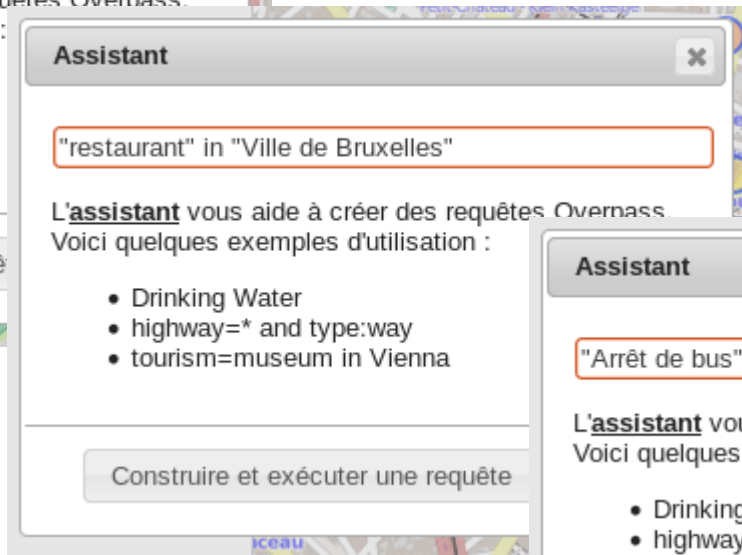 Assistant
"restaurant" in "Ville de Bruxelles"
L'assistant vous aide à créer des requêtes Overpass.
Voici quelques exemples d'utilisation :
• Drinking Water
• highway=* and type:way
• tourism=museum in Vienna
Construire et exécuter une requête
Assistant
"Arrêt de bus"
L'assistant vou
Voici quelques
• Drinking
• highway